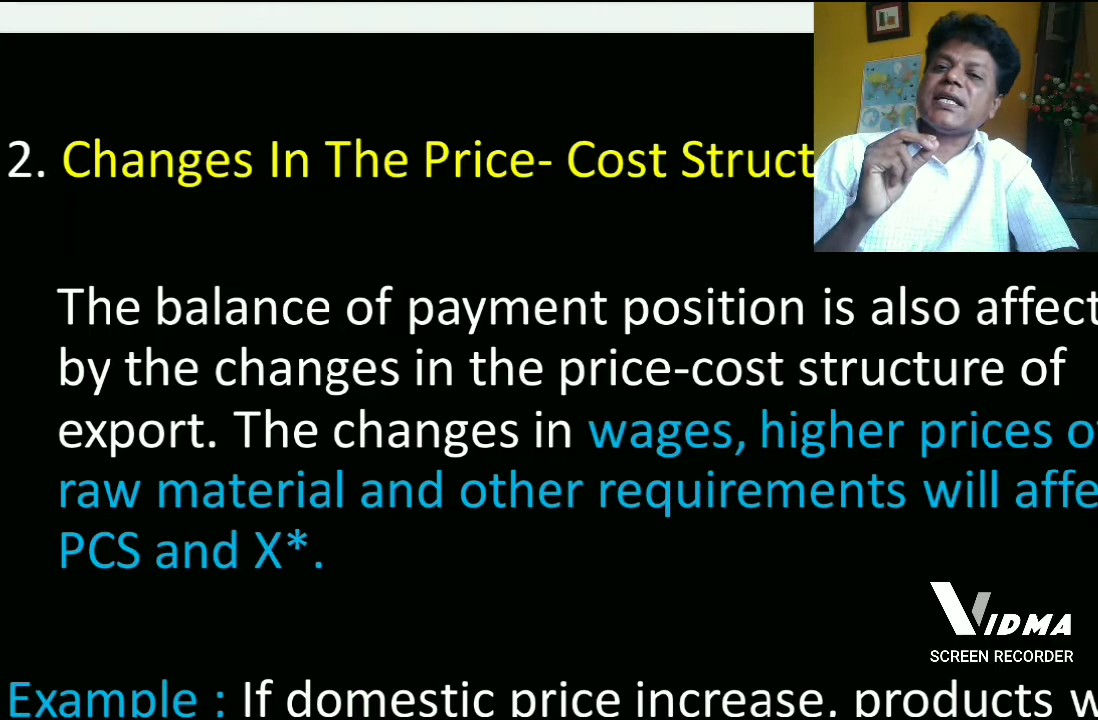 2. Changes In The Price- Cost Struct
The balance of payment position is also affect
by the changes in the price-cost structure of
export. The changes in wages, higher prices o
raw material and other requirements will affe
PCS and X*.
VIDMA
SCREEN RECORDER
Example : If domestic price increase, products w